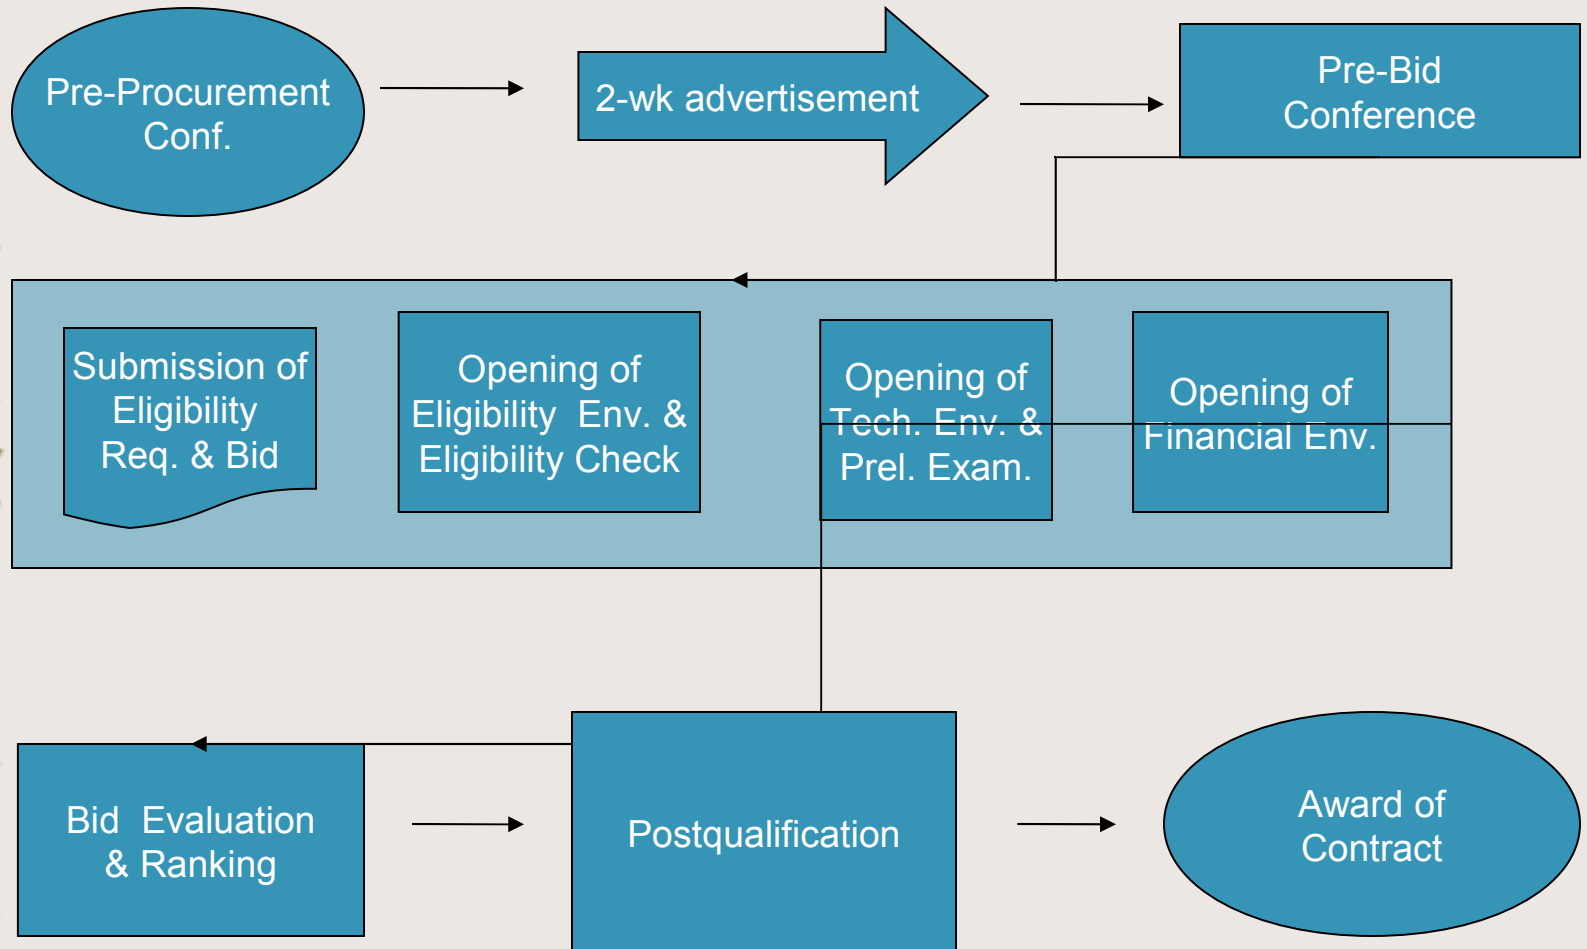 Pre-Procurement
Conf.
2-wk advertisement
Pre-Bid
Conference
Submission of
Eligibility
Req. & Bid
Opening of
Eligibility Env. &
Eligibility Check
Opening of
Tech. Env. &
Prel. Exam.
Opening of
Financial Env.
Bid Evaluation
& Ranking
Postqualification
Award of
Contract